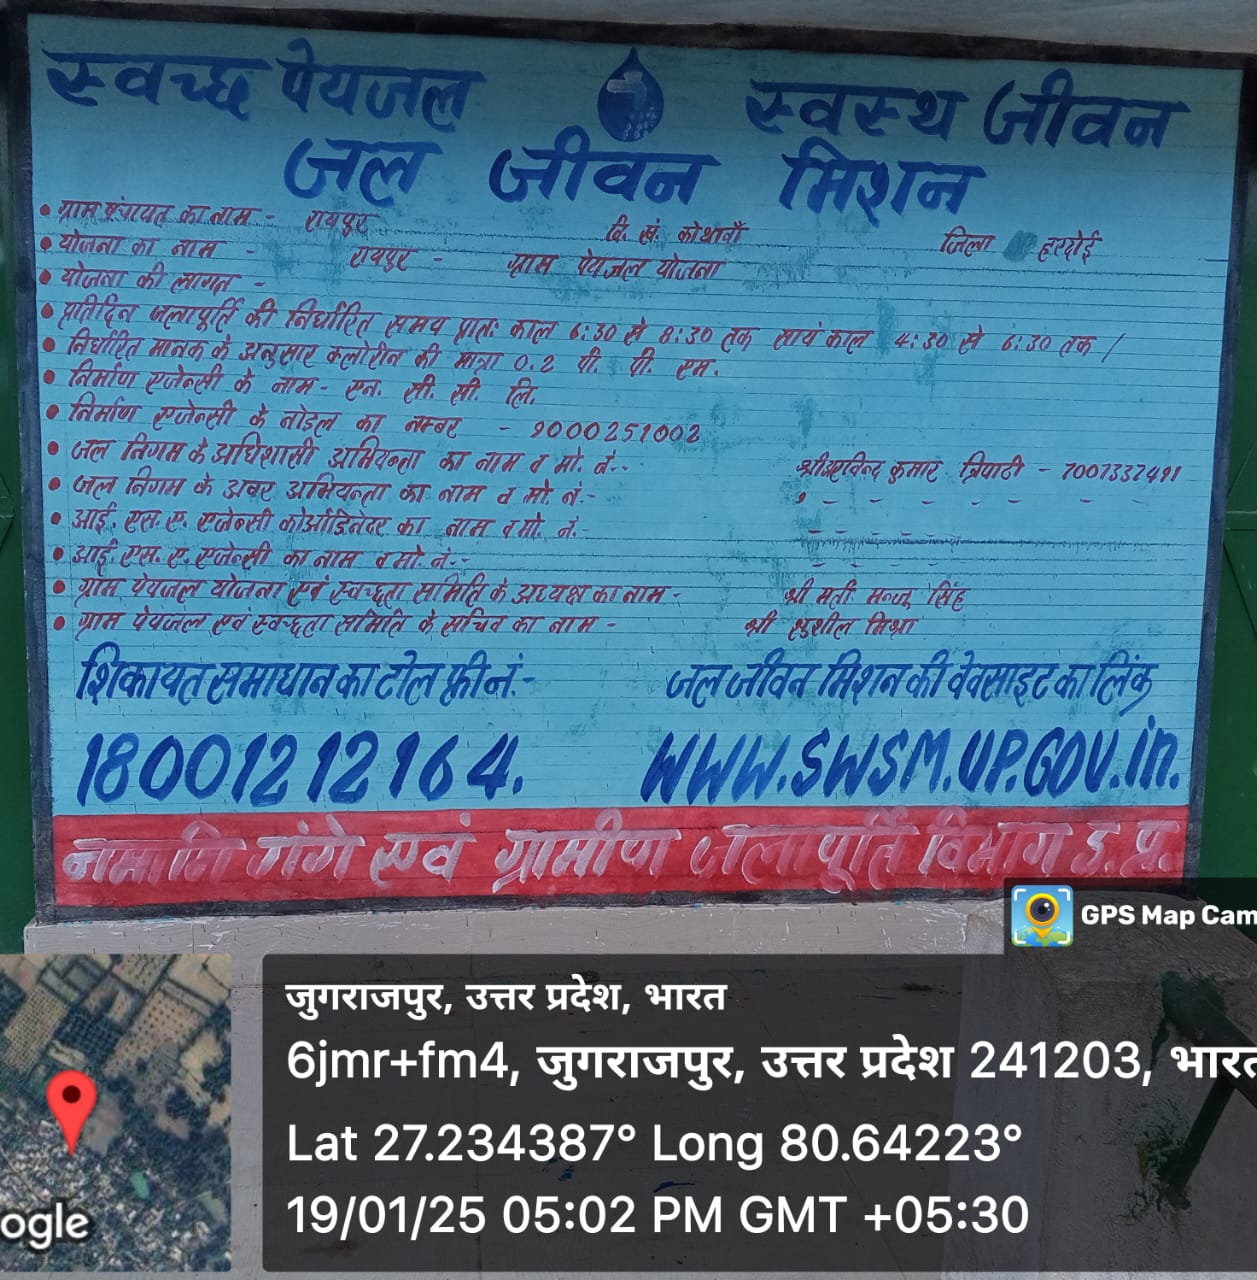 स्वच्छ पेयजल स्वस्थ जीवन
जल जीवन मिशन
• ग्राम पंचायत का नाम - रायपुर वि. खं. कोथावाँ जिला हरदोई
• योजना का नाम - रायपुर - ग्राम पेयजल योजना
• योजना की लागत -
• प्रतिदिन जलापूर्ति की निर्धारित समय प्रातः काल 6:30 से 8:30 तक सायं काल 4:30 से 6:30 तक /
• निर्धारित मानक के अनुसार क्लोरीन की मात्रा 0.2 पी. पी. एम.
• निर्माण एजेन्सी के नाम - एन. सी. सी. लि.
• निर्माण एजेन्सी के नोडल का नम्बर - 9000251002
• जल निगम के अधिशासी अभियन्ता का नाम व मो. नं.- श्री अरविन्द कुमार त्रिपाठी - 7007337491
• जल निगम के अवर अभियन्ता का नाम व मो. नं.-
• आई. एस. ए. एजेन्सी कोऑर्डिनेटर का नाम व मो. नं.-
• आई. एस. ए. एजेन्सी का नाम व मो. नं.-
• ग्राम पेयजल योजना एवं स्वच्छता समिति के अध्यक्ष का नाम - श्री मती मन्जू सिंह
• ग्राम पेयजल एवं स्वच्छता समिति के सचिव का नाम - श्री सुशील मिश्रा
शिकायत समाधान का टोल फ्री नं.- जल जीवन मिशन की वेवसाइट का लिंक
18001212164. WWW.SWSM.UP.GOV.in.
नमामि गंगे एवं ग्रामीण जलापूर्ति विभाग उ. प्र.
GPS Map Cam
जुगराजपुर, उत्तर प्रदेश, भारत
6jmr+fm4, जुगराजपुर, उत्तर प्रदेश 241203, भारत
Lat 27.234387° Long 80.64223°
19/01/25 05:02 PM GMT +05:30
ogle